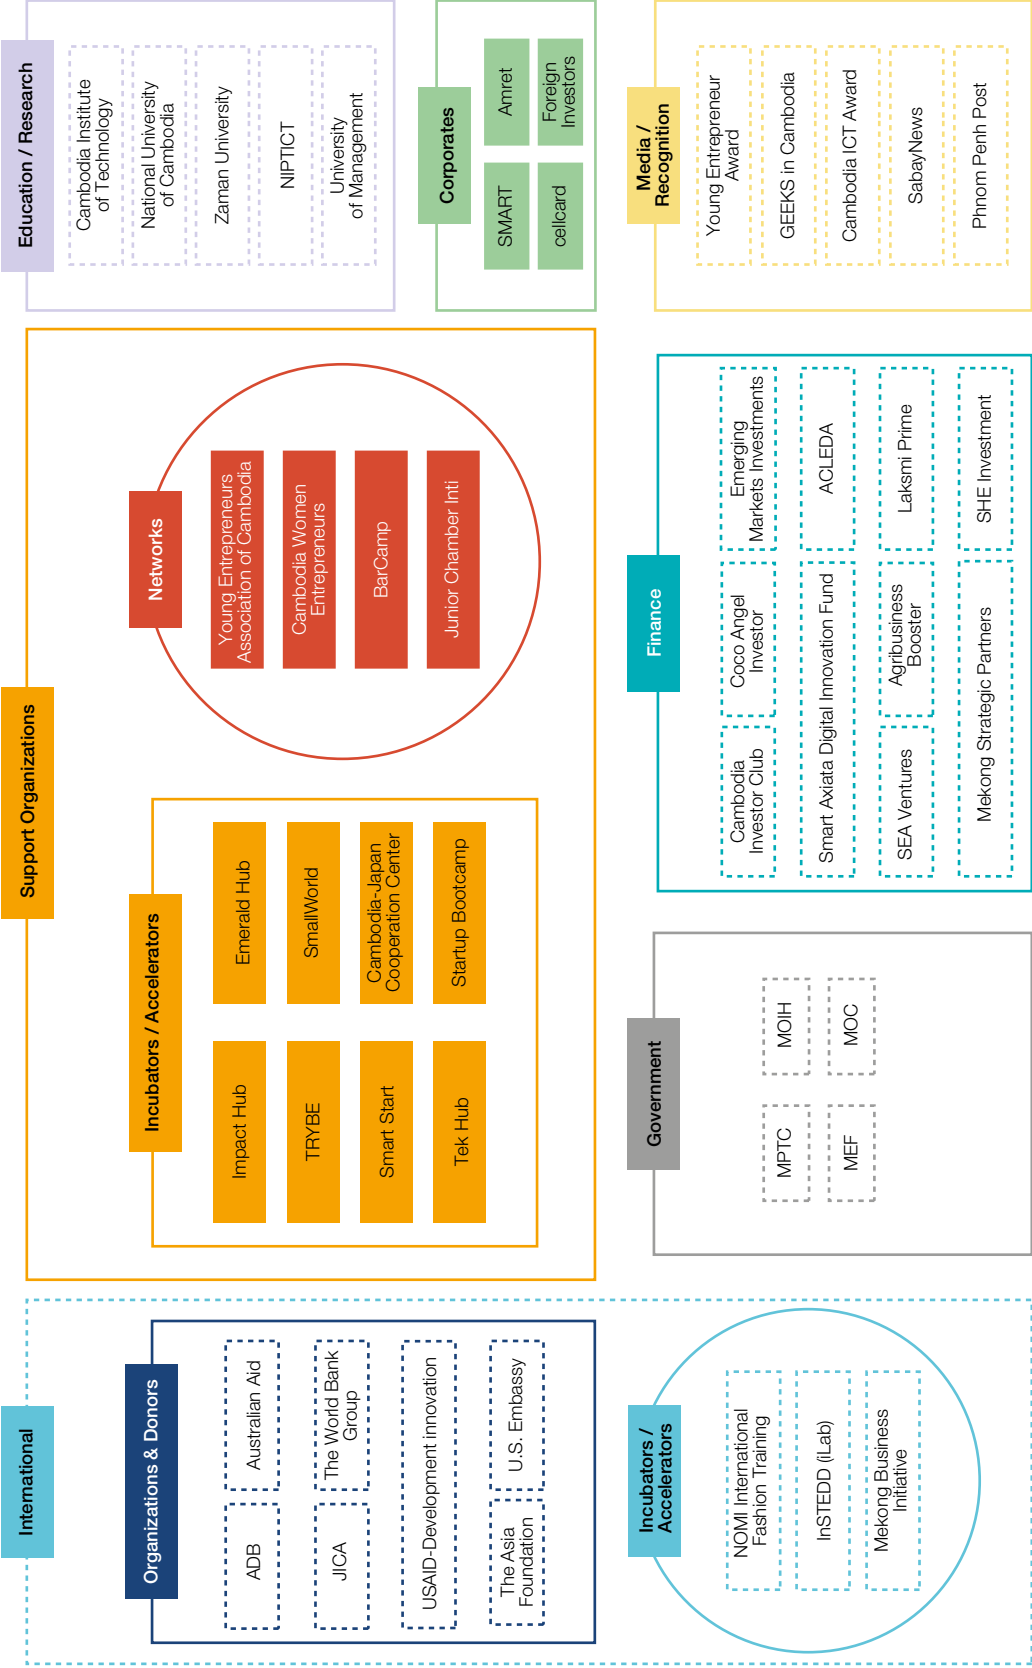 International
Organizations & Donors
ADB
Australian Aid
JICA
The World Bank
Group
USAID-Development innovation
The Asia
Foundation
U.S. Embassy
Incubators /
Accelerators
NOMI International
Fashion Training
InSTEDD (iLab)
Mekong Business
Initiative
Support Organizations
Incubators / Accelerators
Impact Hub
Emerald Hub
TRYBE
SmallWorld
Smart Start
Cambodia-Japan
Cooperation Center
Tek Hub
Startup Bootcamp
Networks
Young Entrepreneurs
Association of Cambodia
Cambodia Women
Entrepreneurs
BarCamp
Junior Chamber Inti
Government
MPTC
MOIH
MEF
MOC
Finance
Cambodia
Investor Club
Coco Angel
Investor
Emerging
Markets Investments
Smart Axiata Digital Innovation Fund
ACLEDA
SEA Ventures
Agribusiness
Booster
Laksmi Prime
Mekong Strategic Partners
SHE Investment
Education / Research
Cambodia Institute
of Technology
National University
of Cambodia
Zaman University
NIPTICT
University
of Management
Corporates
SMART
Amret
cellcard
Foreign
Investors
Media /
Recognition
Young Entrepreneur
Award
GEEKS in Cambodia
Cambodia ICT Award
SabayNews
Phnom Penh Post